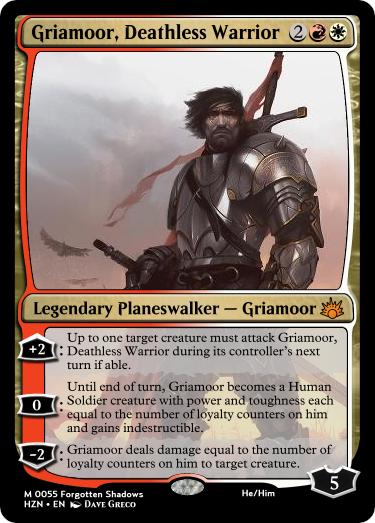 Griamoor, Deathless Warrior 2
Legendary Planeswalker — Griamoor
+2: Up to one target creature must attack Griamoor,
Deathless Warrior during its controller's next
turn if able.
0: Until end of turn, Griamoor becomes a Human
Soldier creature with power and toughness each
equal to the number of loyalty counters on him
and gains indestructible.
-2: Griamoor deals damage equal to the number of
loyalty counters on him to target creature.
5
M 0055 Forgotten Shadows
He/Him
HZN • EN Dave Greco